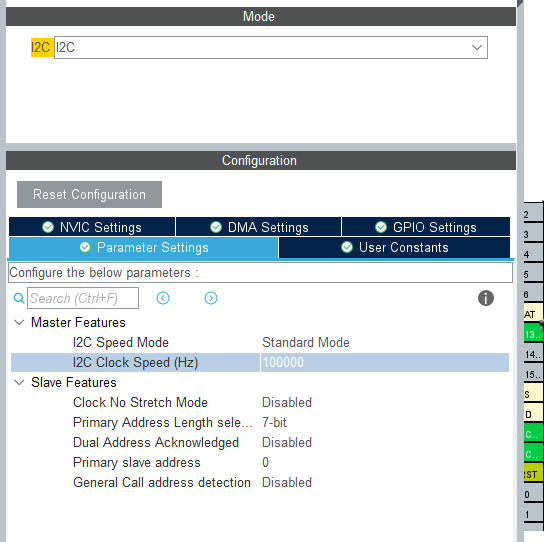 Mode
I2C I2C
Configuration
Reset Configuration
NVIC Settings DMA Settings GPIO Settings
Parameter Settings User Constants
Configure the below parameters :
Search (Ctrl+F)
Master Features
I2C Speed Mode Standard Mode
I2C Clock Speed (Hz) 100000
Slave Features
Clock No Stretch Mode Disabled
Primary Address Length sele... 7-bit
Dual Address Acknowledged Disabled
Primary slave address 0
General Call address detection Disabled
2
3
4
5
6
AT
13..
14..
15..
S
D
C..
C..
RST
0
1